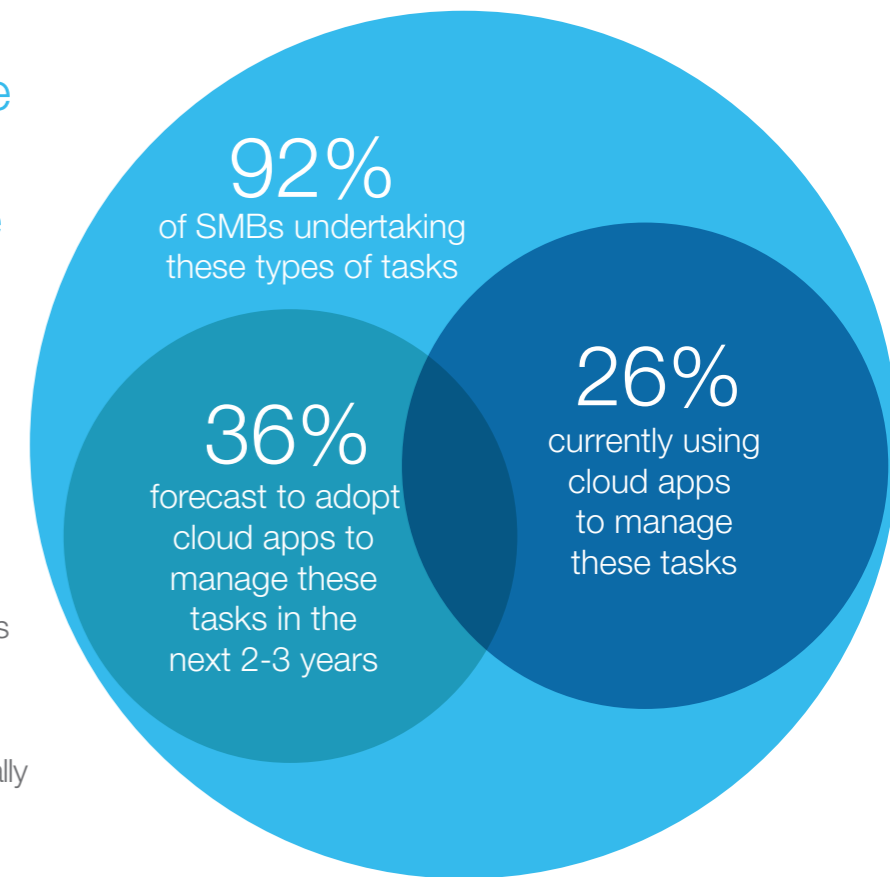 e
e
92%
of SMBs undertaking
these types of tasks
26%
currently using
cloud apps
to manage
these tasks
36%
forecast to adopt
cloud apps to
manage these
tasks in the
next 2-3 years
s
ally